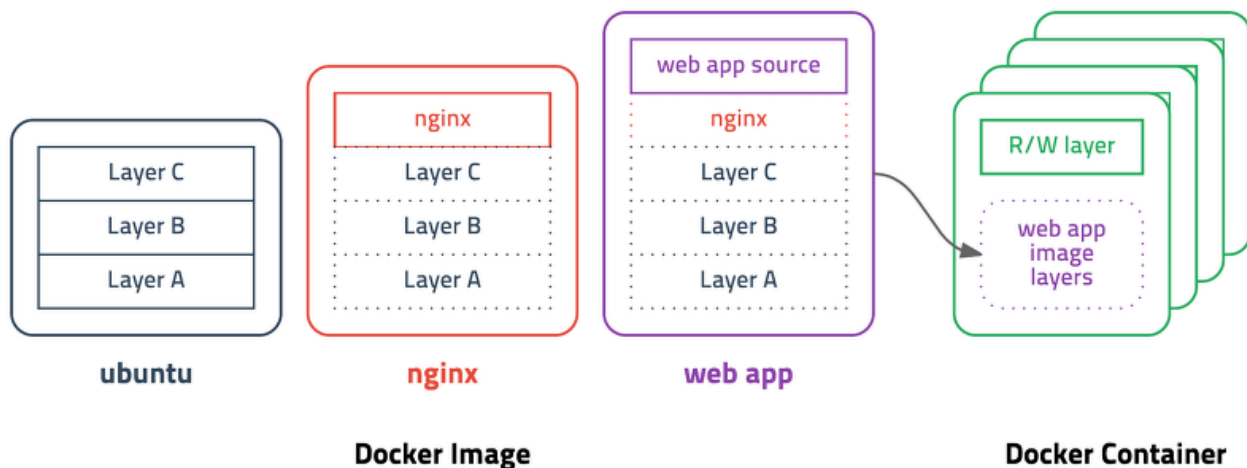 Layer C
Layer B
Layer A
ubuntu
nginx
Layer C
Layer B
Layer A
nginx
web app source
nginx
Layer C
Layer B
Layer A
web app
Docker Image
R/W layer
web app
image
layers
Docker Container